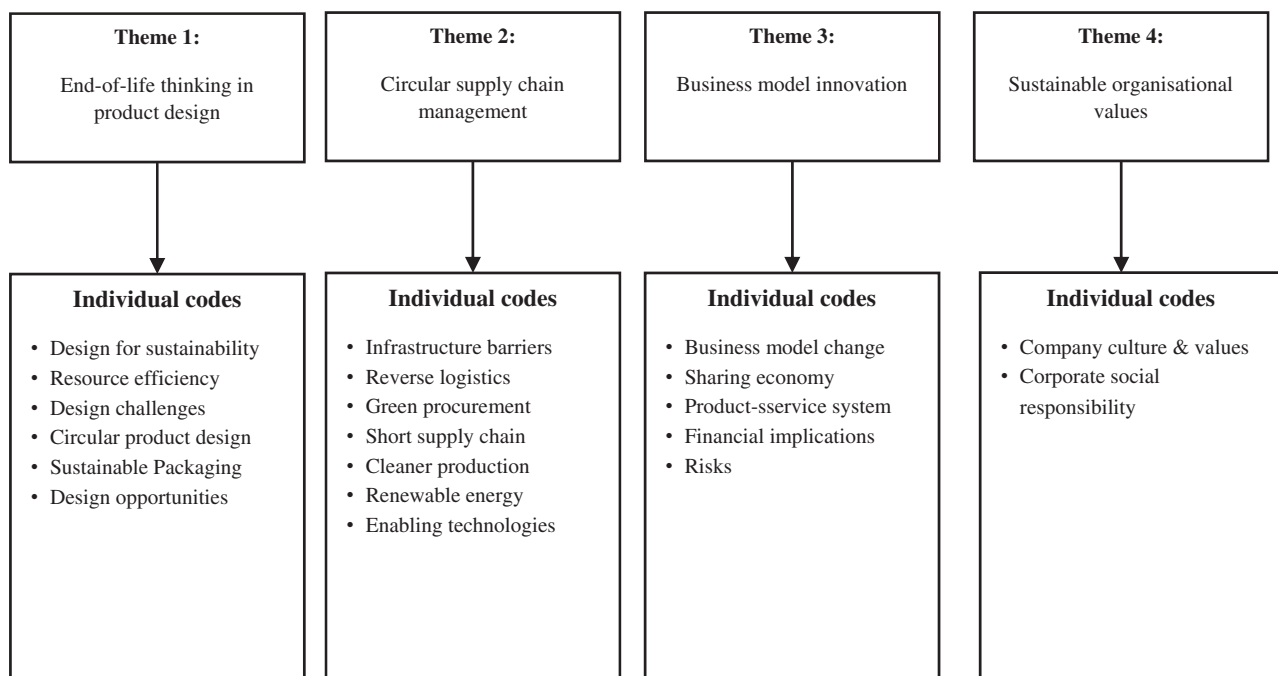 Theme 1:
End-of-life thinking in
product design
Theme 2:
Circular supply chain
management
Theme 3:
Business model innovation
Theme 4:
Sustainable organisational
values
Individual codes
• Design for sustainability
• Resource efficiency
• Design challenges
• Circular product design
• Sustainable Packaging
• Design opportunities
Individual codes
• Infrastructure barriers
• Reverse logistics
• Green procurement
• Short supply chain
• Cleaner production
• Renewable energy
• Enabling technologies
Individual codes
• Business model change
• Sharing economy
• Product-sservice system
• Financial implications
• Risks
Individual codes
• Company culture & values
• Corporate social
responsibility